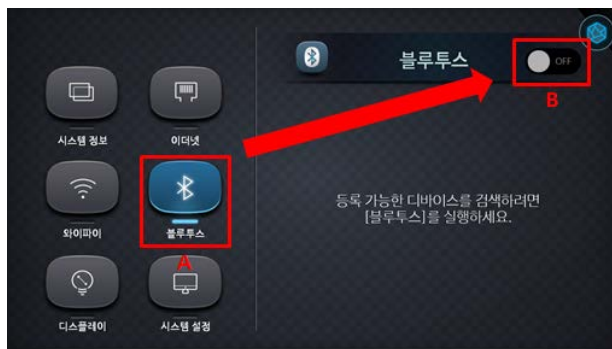 블루투스
OFF
B
시스템 정보
이더넷
와이파이
블루투스
A
등록 가능한 디바이스를 검색하려면
[블루투스]를 실행하세요.
디스플레이
시스템 설정